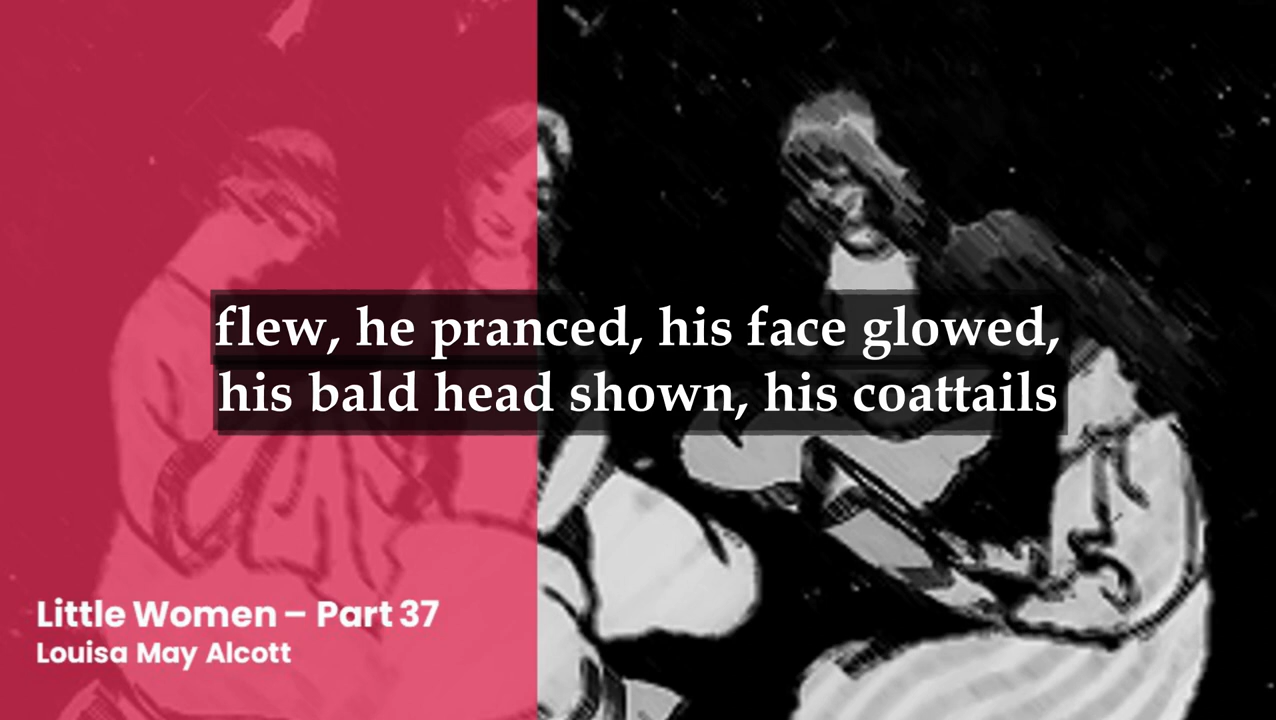 flew, he pranced, his face glowed,
his bald head shown, his coattails
Little Women – Part 37
Louisa May Alcott